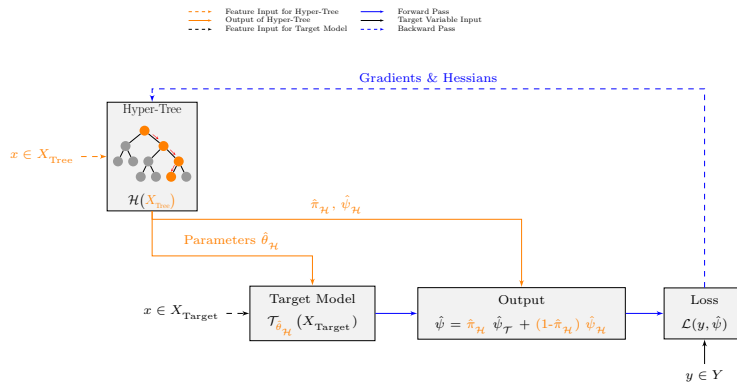 Feature Input for Hyper-Tree
Output of Hyper-Tree
Feature Input for Target Model
Forward Pass
Target Variable Input
Backward Pass
Gradients & Hessians
Hyper-Tree
x ∈ X_Tree
ℋ(X_Tree)
π̂_ℋ, ψ̂_ℋ
Parameters θ̂_ℋ
x ∈ X_Target
Target Model
𝒯_θ̂_ℋ (X_Target)
Output
ψ̂ = π̂_ℋ ψ̂_𝒯 + (1-π̂_ℋ) ψ̂_ℋ
Loss
ℒ(y, ψ̂)
y ∈ Y